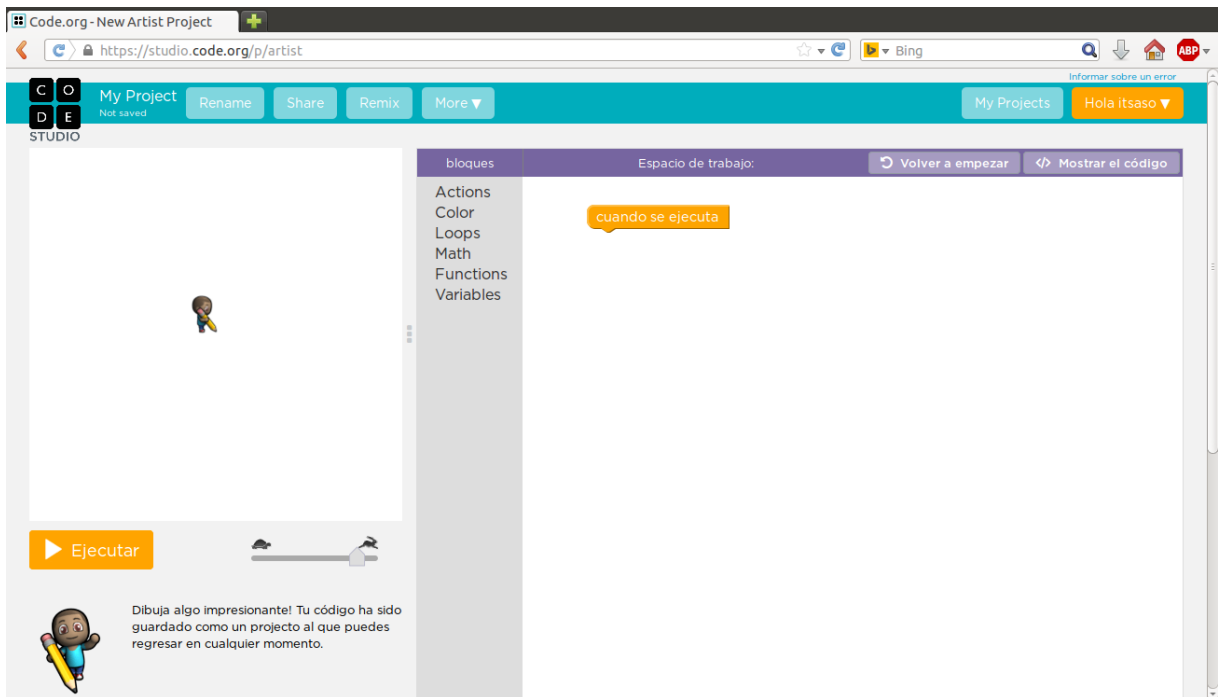 Code.org - New Artist Project
https://studio.code.org/p/artist
Bing
ABP
Informar sobre un error
C O D E
STUDIO
My Project
Not saved
Rename
Share
Remix
More ▼
My Projects
Hola itsaso ▼
bloques
Espacio de trabajo:
Volver a empezar
</> Mostrar el código
Actions
Color
Loops
Math
Functions
Variables
cuando se ejecuta
Ejecutar
Dibuja algo impresionante! Tu código ha sido
guardado como un projecto al que puedes
regresar en cualquier momento.